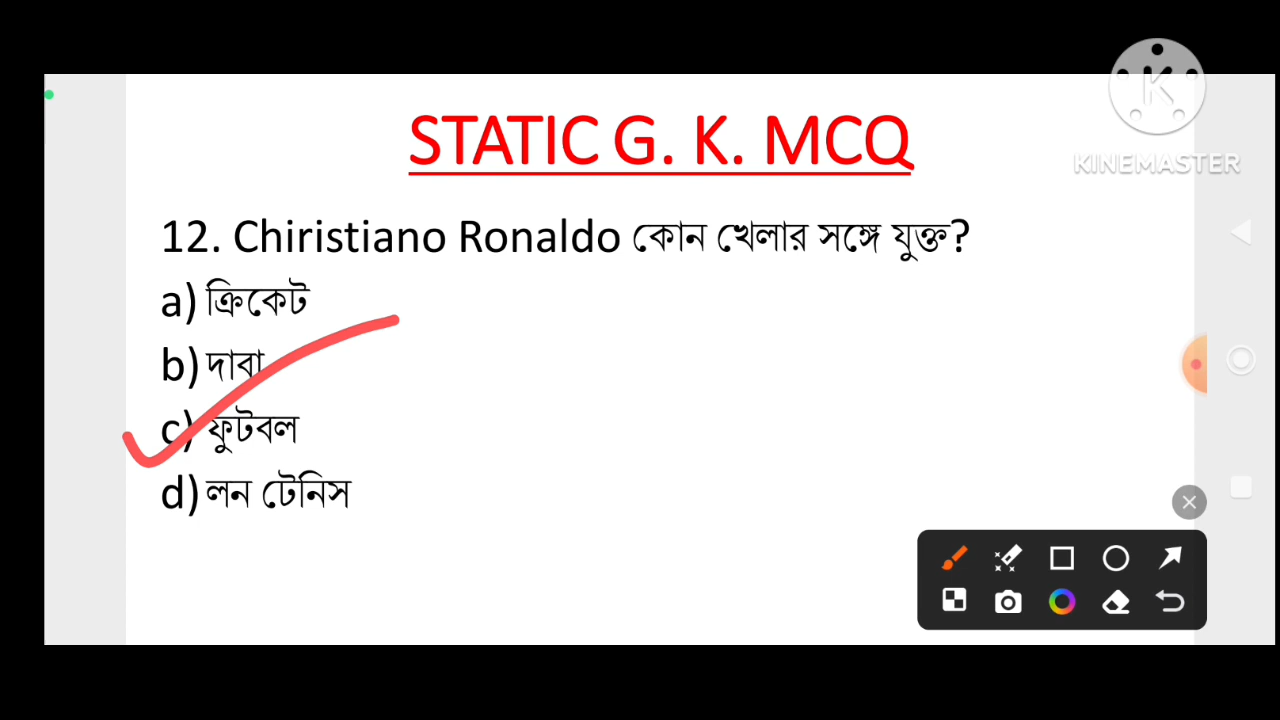 STATIC G. K. MCQ
KINEMASTER
12. Chiristiano Ronaldo কোন খেলার সঙ্গে যুক্ত?
a) ক্রিকেট
b) দাবা
c) ফুটবল
d) লন টেনিস